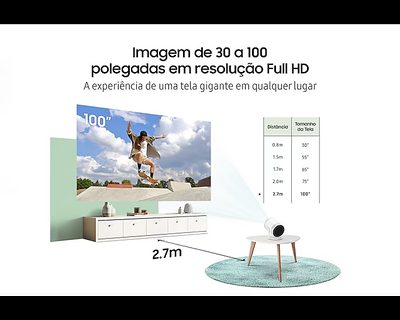 Imagem de 30 a 100
polegadas em resolução Full HD
A experiência de uma tela gigante em qualquer lugar
100"
Distância Tamanho da Tela
0.8m 30"
1.5m 55"
1.7m 65"
2.0m 75"
2.7m 100"
2.7m